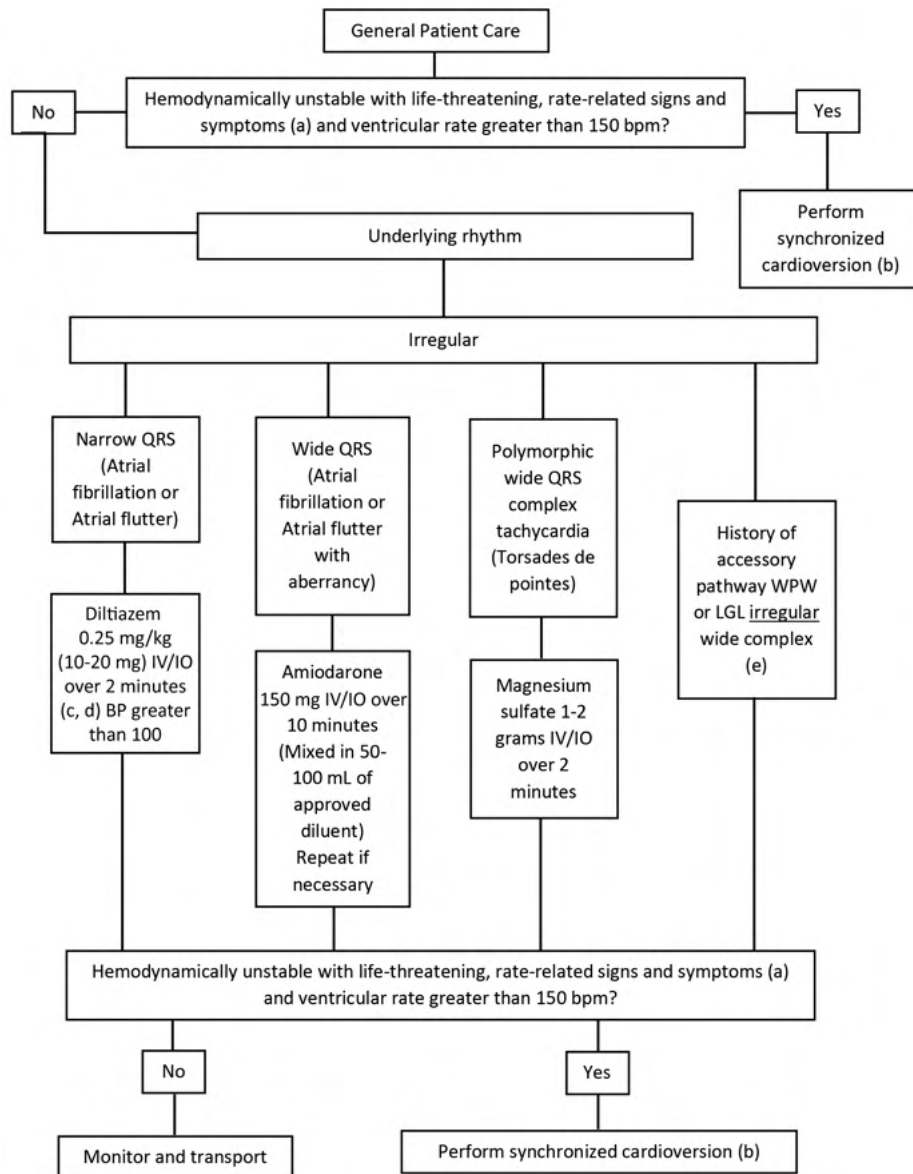 General Patient Care
Hemodynamically unstable with life-threatening, rate-related signs and
symptoms (a) and ventricular rate greater than 150 bpm?
No
Yes
Perform
synchronized
cardioversion (b)
Underlying rhythm
Irregular
Narrow QRS
(Atrial
fibrillation or
Atrial flutter)
Diltiazem
0.25 mg/kg
(10-20 mg) IV/IO
over 2 minutes
(c, d) BP greater
than 100
Wide QRS
(Atrial
fibrillation or
Atrial flutter
with
aberrancy)
Amiodarone
150 mg IV/IO over
10 minutes
(Mixed in 50-
100 mL of
approved
diluent)
Repeat if
necessary
Polymorphic
wide QRS
complex
tachycardia
(Torsades de
pointes)
Magnesium
sulfate 1-2
grams IV/IO
over 2
minutes
History of
accessory
pathway WPW
or LGL irregular
wide complex
(e)
Hemodynamically unstable with life-threatening, rate-related signs and symptoms (a)
and ventricular rate greater than 150 bpm?
No
Yes
Monitor and transport
Perform synchronized cardioversion (b)